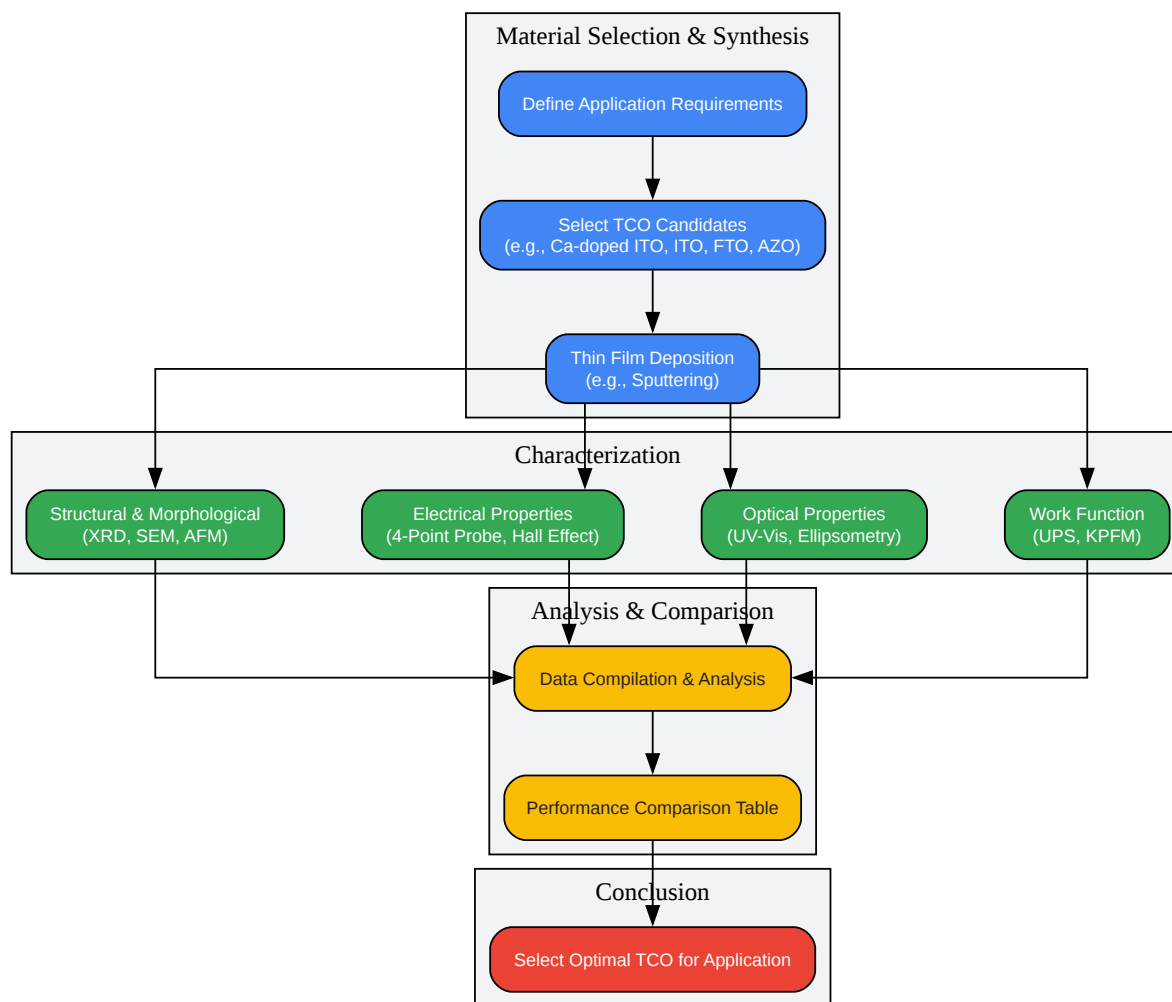 Material Selection & Synthesis
Define Application Requirements
Select TCO Candidates
(e.g., Ca-doped ITO, ITO, FTO, AZO)
Thin Film Deposition
(e.g., Sputtering)
Characterization
Structural & Morphological
(XRD, SEM, AFM)
Electrical Properties
(4-Point Probe, Hall Effect)
Optical Properties
(UV-Vis, Ellipsometry)
Work Function
(UPS, KPFM)
Analysis & Comparison
Data Compilation & Analysis
Performance Comparison Table
Conclusion
Select Optimal TCO for Application